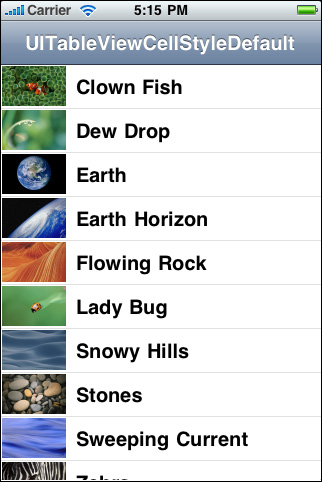 Carrier 5:15 PM
UITableViewCellStyleDefault
Clown Fish
Dew Drop
Earth
Earth Horizon
Flowing Rock
Lady Bug
Snowy Hills
Stones
Sweeping Current
Zebra